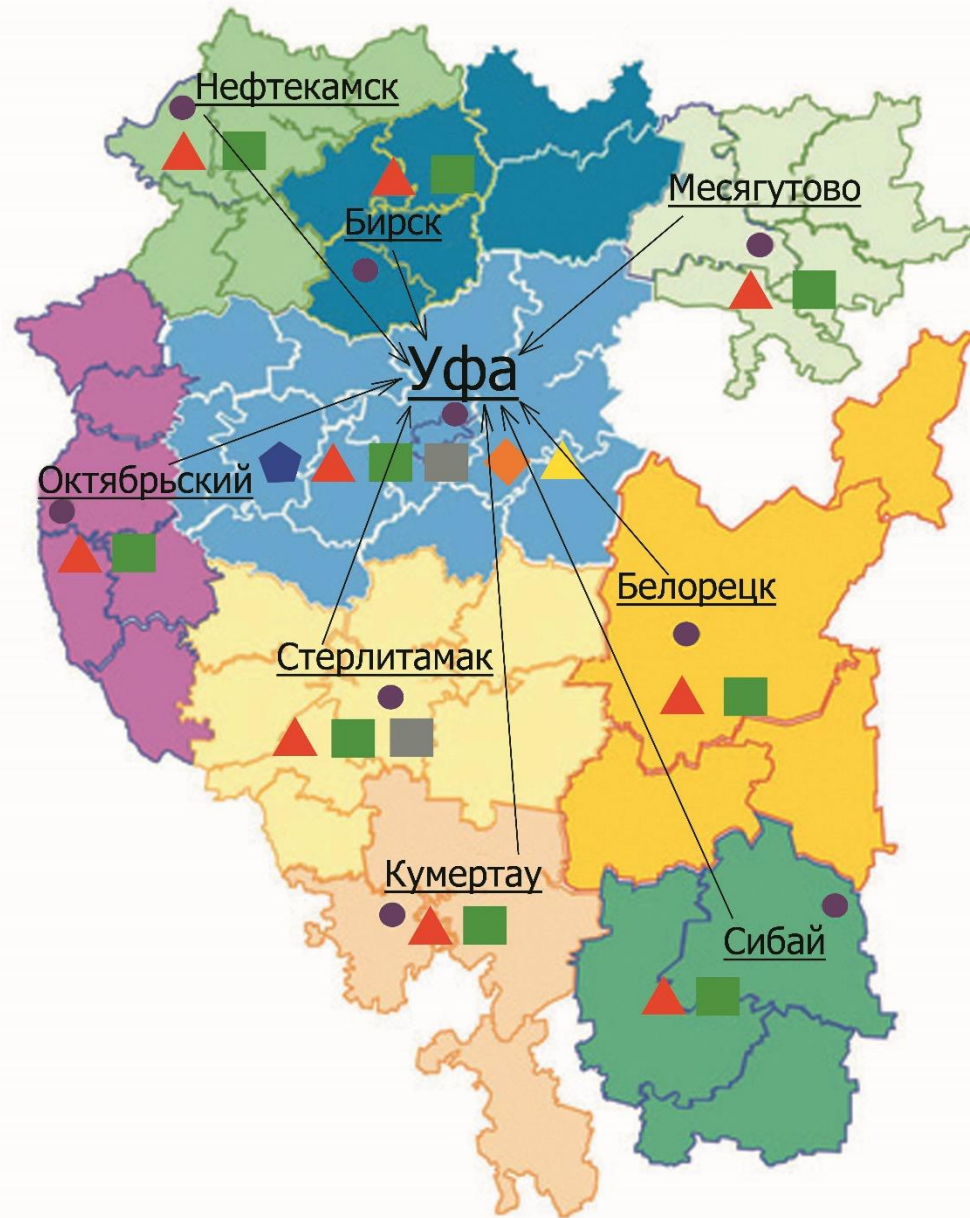 Нефтекамск
Месягутово
Бирск
Уфа
Октябрьский
Белорецк
Стерлитамак
Кумертау
Сибай